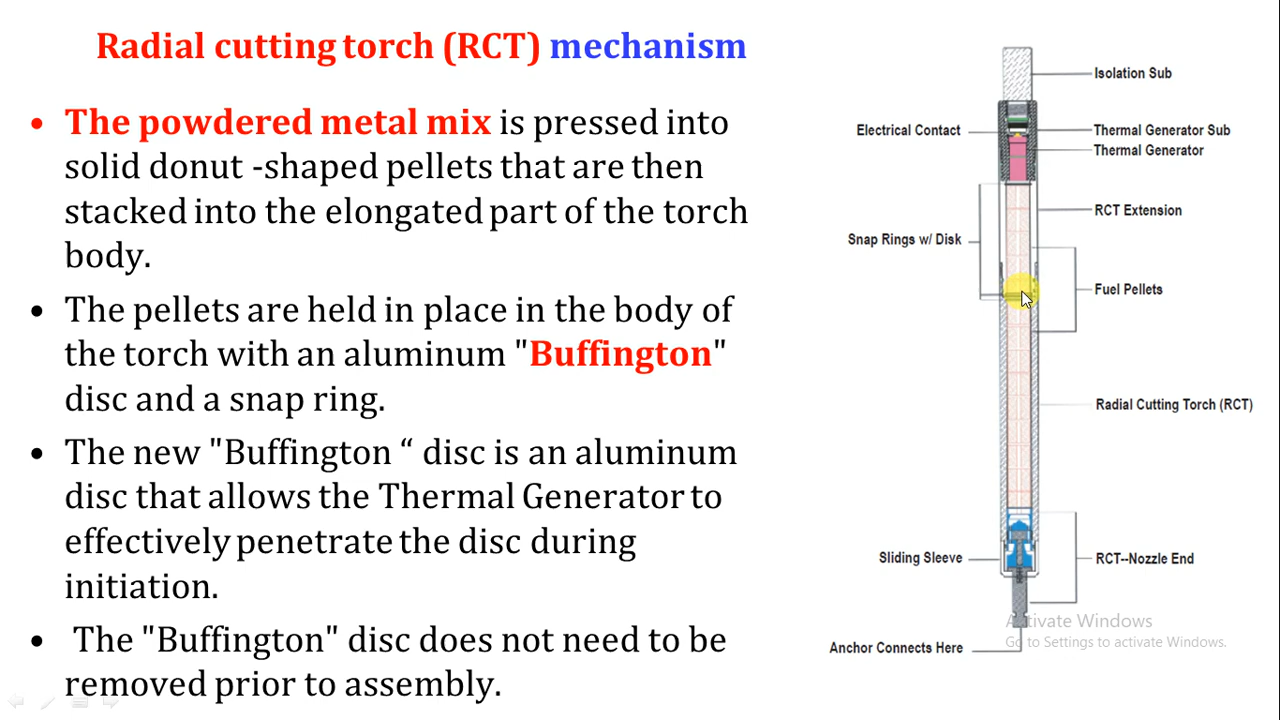 Radial cutting torch (RCT) mechanism
• The powdered metal mix is pressed into
solid donut -shaped pellets that are then
stacked into the elongated part of the torch
body.
• The pellets are held in place in the body of
the torch with an aluminum "Buffington"
disc and a snap ring.
• The new "Buffington “ disc is an aluminum
disc that allows the Thermal Generator to
effectively penetrate the disc during
initiation.
• The "Buffington" disc does not need to be
removed prior to assembly.
Isolation Sub
Electrical Contact
Thermal Generator Sub
Thermal Generator
RCT Extension
Snap Rings w/ Disk
Fuel Pellets
Radial Cutting Torch (RCT)
Sliding Sleeve
RCT--Nozzle End
Anchor Connects Here
Activate Windows
Go to Settings to activate Windows.